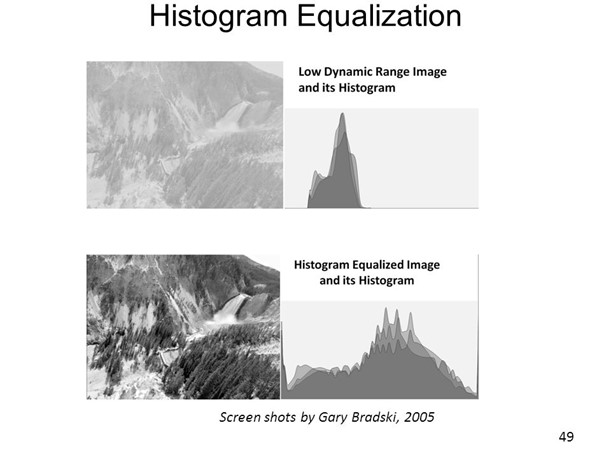 Histogram Equalization
Low Dynamic Range Image
and its Histogram
Histogram Equalized Image
and its Histogram
Screen shots by Gary Bradski, 2005
49